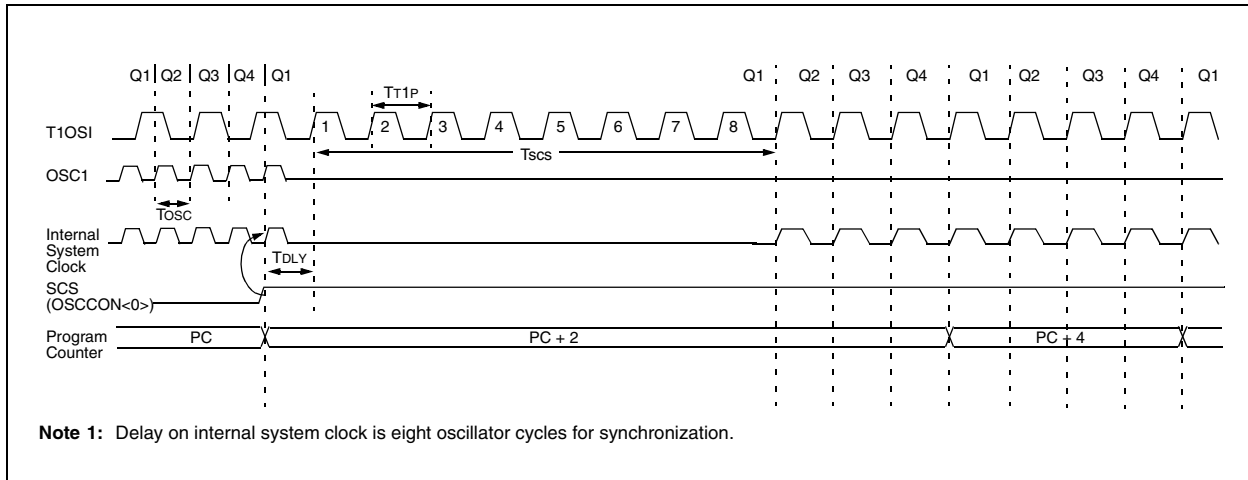 Q1 Q2 Q3 Q4 Q1 Q1 Q2 Q3 Q4 Q1 Q2 Q3 Q4 Q1
TT1P
T1OSI 1 2 3 4 5 6 7 8
TSCS
OSC1
TOSC
Internal
System
Clock
TDLY
SCS
(OSCCON<0>)
Program
Counter
PC PC + 2 PC + 4
Note 1: Delay on internal system clock is eight oscillator cycles for synchronization.